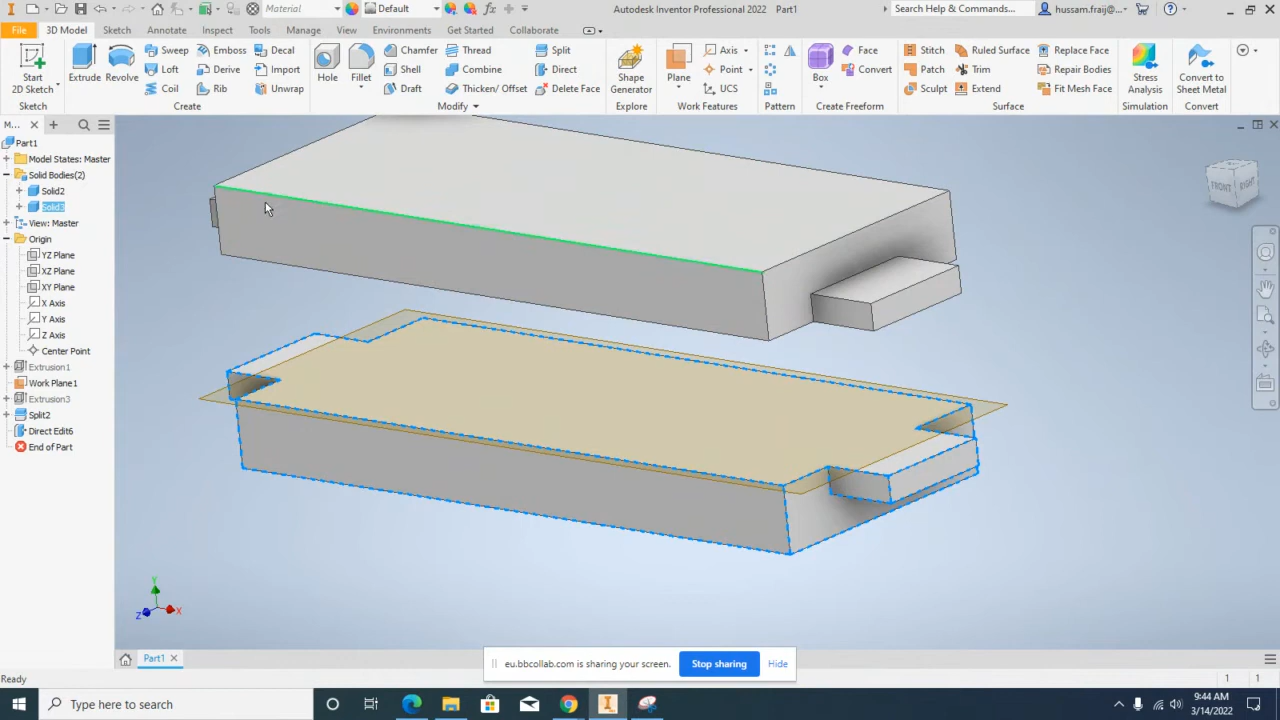 Material
Default
Autodesk Inventor Professional 2022 Part1
Search Help & Commands...
hussam.fraij@...
File 3D Model Sketch Annotate Inspect Tools Manage View Environments Get Started Collaborate
Start
2D Sketch
Sketch
Extrude
Revolve
Sweep
Loft
Coil
Emboss
Derive
Rib
Decal
Import
Unwrap
Create
Hole
Fillet
Chamfer
Shell
Draft
Thread
Combine
Thicken/ Offset
Split
Direct
Delete Face
Modify
Shape
Generator
Explore
Plane
Axis
Point
UCS
Work Features
Pattern
Box
Face
Convert
Create Freeform
Stitch
Patch
Sculpt
Ruled Surface
Trim
Extend
Replace Face
Repair Bodies
Fit Mesh Face
Surface
Stress
Analysis
Simulation
Convert to
Sheet Metal
Convert
M...
Part1
Model States: Master
Solid Bodies(2)
Solid2
Solid3
View: Master
Origin
YZ Plane
XZ Plane
XY Plane
X Axis
Y Axis
Z Axis
Center Point
Extrusion1
Work Plane1
Extrusion3
Split2
Direct Edit6
End of Part
FRONT RIGHT
Y
Z
X
Part1
eu.bbcollab.com is sharing your screen. Stop sharing Hide
Ready
1 1
Type here to search
9:44 AM
3/14/2022